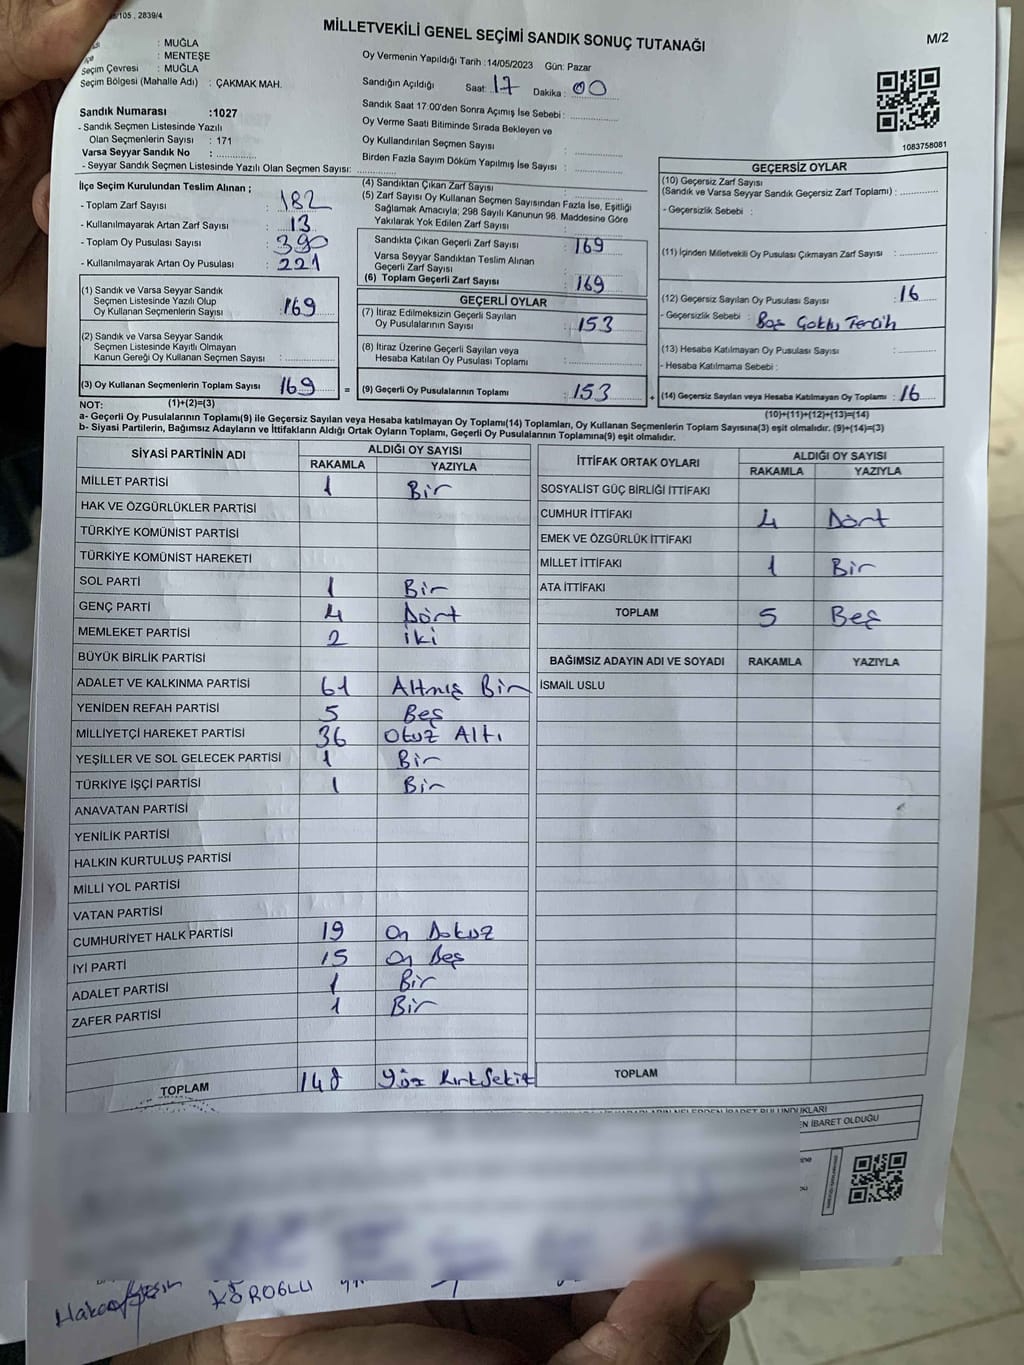 /105 , 2839/4
MİLLETVEKİLİ GENEL SEÇİMİ SANDIK SONUÇ TUTANAĞI
M/2
: MUĞLA
: MENTEŞE
Seçim Çevresi : MUĞLA
Seçim Bölgesi (Mahalle Adı) : ÇAKMAK MAH.
Sandık Numarası :1027
- Sandık Seçmen Listesinde Yazılı
Olan Seçmenlerin Sayısı : 171
Varsa Seyyar Sandık No :
- Seyyar Sandık Seçmen Listesinde Yazılı Olan Seçmen Sayısı:
Oy Vermenin Yapıldığı Tarih :14/05/2023 Gün: Pazar
Sandığın Açıldığı Saat: 17 Dakika : 00
Sandık Saat 17.00'den Sonra Açımış İse Sebebi :
Oy Verme Saati Bitiminde Sırada Bekleyen ve
Oy Kullandırılan Seçmen Sayısı :
Birden Fazla Sayım Döküm Yapılmış İse Sayısı :
1083758081
İlçe Seçim Kurulundan Teslim Alınan ;
- Toplam Zarf Sayısı : 182
- Kullanılmayarak Artan Zarf Sayısı : 13
- Toplam Oy Pusulası Sayısı : 390
- Kullanılmayarak Artan Oy Pusulası : 221
(1) Sandık ve Varsa Seyyar Sandık
Seçmen Listesinde Yazılı Olup
Oy Kullanan Seçmenlerin Sayısı : 169
(2) Sandık ve Varsa Seyyar Sandık
Seçmen Listesinde Kayıtlı Olmayan
Kanun Gereği Oy Kullanan Seçmen Sayısı :
(3) Oy Kullanan Seçmenlerin Toplam Sayısı : 169 =
(4) Sandıktan Çıkan Zarf Sayısı :
(5) Zarf Sayısı Oy Kullanan Seçmen Sayısından Fazla İse, Eşitliği
Sağlamak Amacıyla; 298 Sayılı Kanunun 98. Maddesine Göre
Yakılarak Yok Edilen Zarf Sayısı :
Sandıkta Çıkan Geçerli Zarf Sayısı : 169
Varsa Seyyar Sandıktan Teslim Alınan
Geçerli Zarf Sayısı :
(6) Toplam Geçerli Zarf Sayısı : 169
GEÇERLİ OYLAR
(7) İtiraz Edilmeksizin Geçerli Sayılan
Oy Pusulalarının Sayısı : 153
(8) İtiraz Üzerine Geçerli Sayılan veya
Hesaba Katılan Oy Pusulası Toplamı :
(9) Geçerli Oy Pusulalarının Toplamı : 153 +
GEÇERSİZ OYLAR
(10) Geçersiz Zarf Sayısı
(Sandık ve Varsa Seyyar Sandık Geçersiz Zarf Toplamı) :
- Geçersizlik Sebebi :
(11) İçinden Milletvekili Oy Pusulası Çıkmayan Zarf Sayısı :
(12) Geçersiz Sayılan Oy Pusulası Sayısı : 16
- Geçersizlik Sebebi : Boş Çoklu Tercih
(13) Hesaba Katılmayan Oy Pusulası Sayısı :
- Hesaba Katılmama Sebebi :
(14) Geçersiz Sayılan veya Hesaba Katılmayan Oy Toplamı : 16
NOT: (1)+(2)=(3) (10)+(11)+(12)+(13)=(14)
a- Geçerli Oy Pusulalarının Toplamı(9) ile Geçersiz Sayılan veya Hesaba katılmayan Oy Toplamı(14) Toplamları, Oy Kullanan Seçmenlerin Toplam Sayısına(3) eşit olmalıdır. (9)+(14)=(3)
b- Siyasi Partilerin, Bağımsız Adayların ve İttifakların Aldığı Ortak Oyların Toplamı, Geçerli Oy Pusulalarının Toplamına(9) eşit olmalıdır.
SİYASİ PARTİNİN ADI ALDIĞI OY SAYISI
RAKAMLA YAZIYLA
MİLLET PARTİSİ 1 Bir
HAK VE ÖZGÜRLÜKLER PARTİSİ
TÜRKİYE KOMÜNİST PARTİSİ
TÜRKİYE KOMÜNİST HAREKETİ
SOL PARTİ 1 Bir
GENÇ PARTİ 4 Dört
MEMLEKET PARTİSİ 2 iki
BÜYÜK BİRLİK PARTİSİ
ADALET VE KALKINMA PARTİSİ 61 Altmış Bir
YENİDEN REFAH PARTİSİ 5 Beş
MİLLİYETÇİ HAREKET PARTİSİ 36 Otuz Altı
YEŞİLLER VE SOL GELECEK PARTİSİ 1 Bir
TÜRKİYE İŞÇİ PARTİSİ 1 Bir
ANAVATAN PARTİSİ
YENİLİK PARTİSİ
HALKIN KURTULUŞ PARTİSİ
MİLLİ YOL PARTİSİ
VATAN PARTİSİ
CUMHURİYET HALK PARTİSİ 19 On Dokuz
İYİ PARTİ 15 On Beş
ADALET PARTİSİ 1 Bir
ZAFER PARTİSİ 1 Bir
TOPLAM 148 Yüz KırkSekiz
İTTİFAK ORTAK OYLARI ALDIĞI OY SAYISI
RAKAMLA YAZIYLA
SOSYALİST GÜÇ BİRLİĞİ İTTİFAKI
CUMHUR İTTİFAKI 4 Dört
EMEK VE ÖZGÜRLÜK İTTİFAKI
MİLLET İTTİFAKI 1 Bir
ATA İTTİFAKI
TOPLAM 5 Beş
BAĞIMSIZ ADAYIN ADI VE SOYADI RAKAMLA YAZIYLA
İSMAİL USLU
TOPLAM
BULUNDUKLARI
İBARET OLDUĞU
KÖROĞLU